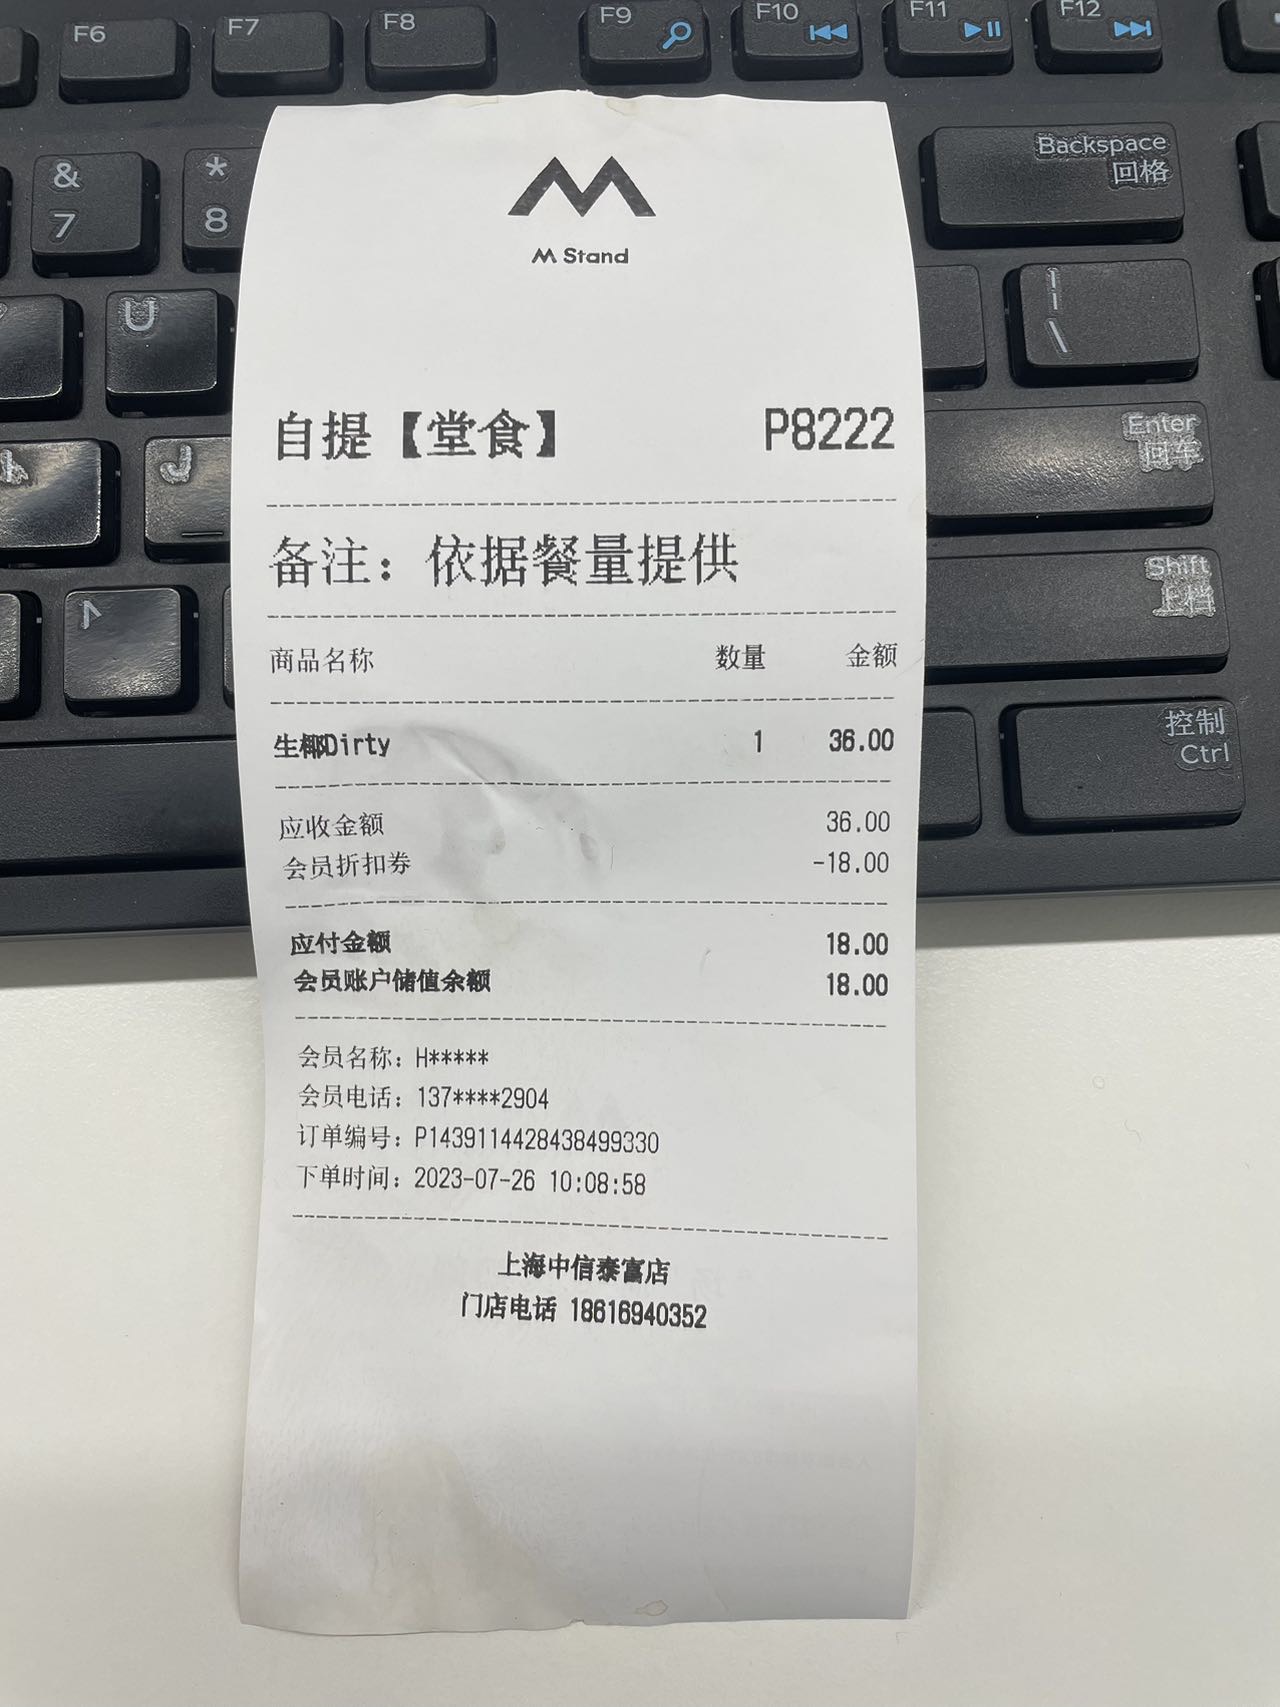 F6 F7 F8 F9 F10 F11 F12
& 7
* 8
Backspace
回格
U
J
Enter
回车
Shift
上档
控制
Ctrl
M Stand
自提【堂食】 P8222
备注：依据餐量提供
商品名称 数量 金额
生椰Dirty 1 36.00
应收金额 36.00
会员折扣券 -18.00
应付金额 18.00
会员账户储值余额 18.00
会员名称：H*****
会员电话：137****2904
订单编号：P1439114428438499330
下单时间：2023-07-26 10:08:58
上海中信泰富店
门店电话 18616940352